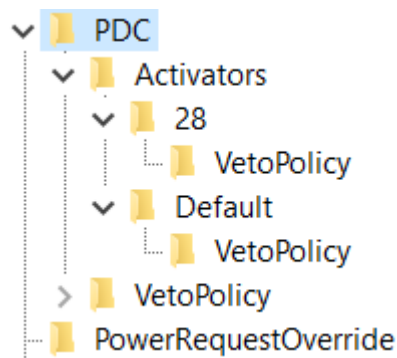 PDC
Activators
28
VetoPolicy
Default
VetoPolicy
VetoPolicy
PowerRequestOverride